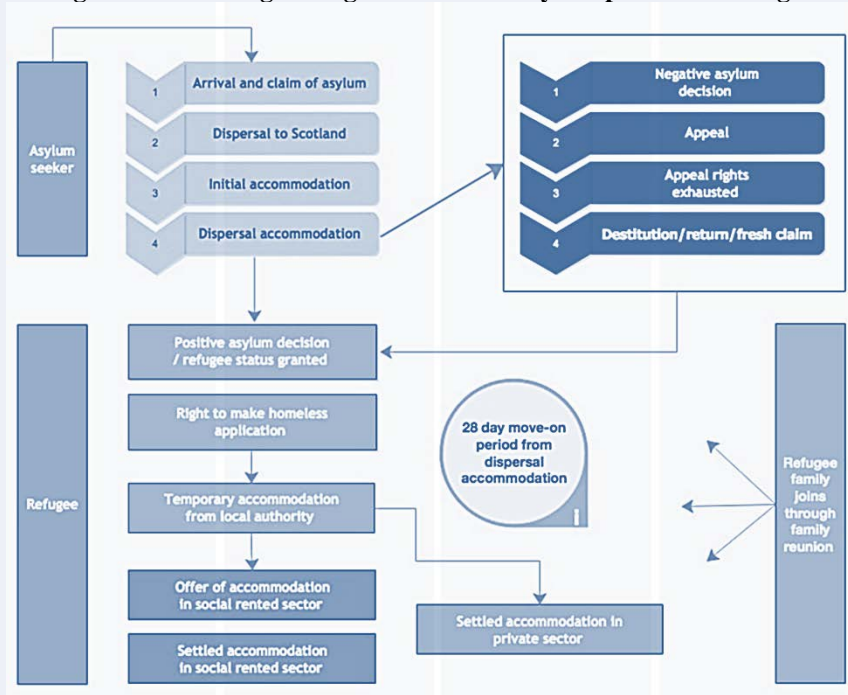 Asylum
seeker
1
Arrival and claim of asylum
2
Dispersal to Scotland
3
Initial accommodation
4
Dispersal accommodation
1
Negative asylum
decision
2
Appeal
3
Appeal rights
exhausted
4
Destitution/return/fresh claim
Refugee
Positive asylum decision
/ refugee status granted
Right to make homeless
application
Temporary accommodation
from local authority
Offer of accommodation
in social rented sector
Settled accommodation
in social rented sector
28 day move-on
period from
dispersal
accommodation
i
Settled accommodation in
private sector
Refugee
family
joins
through
family
reunion